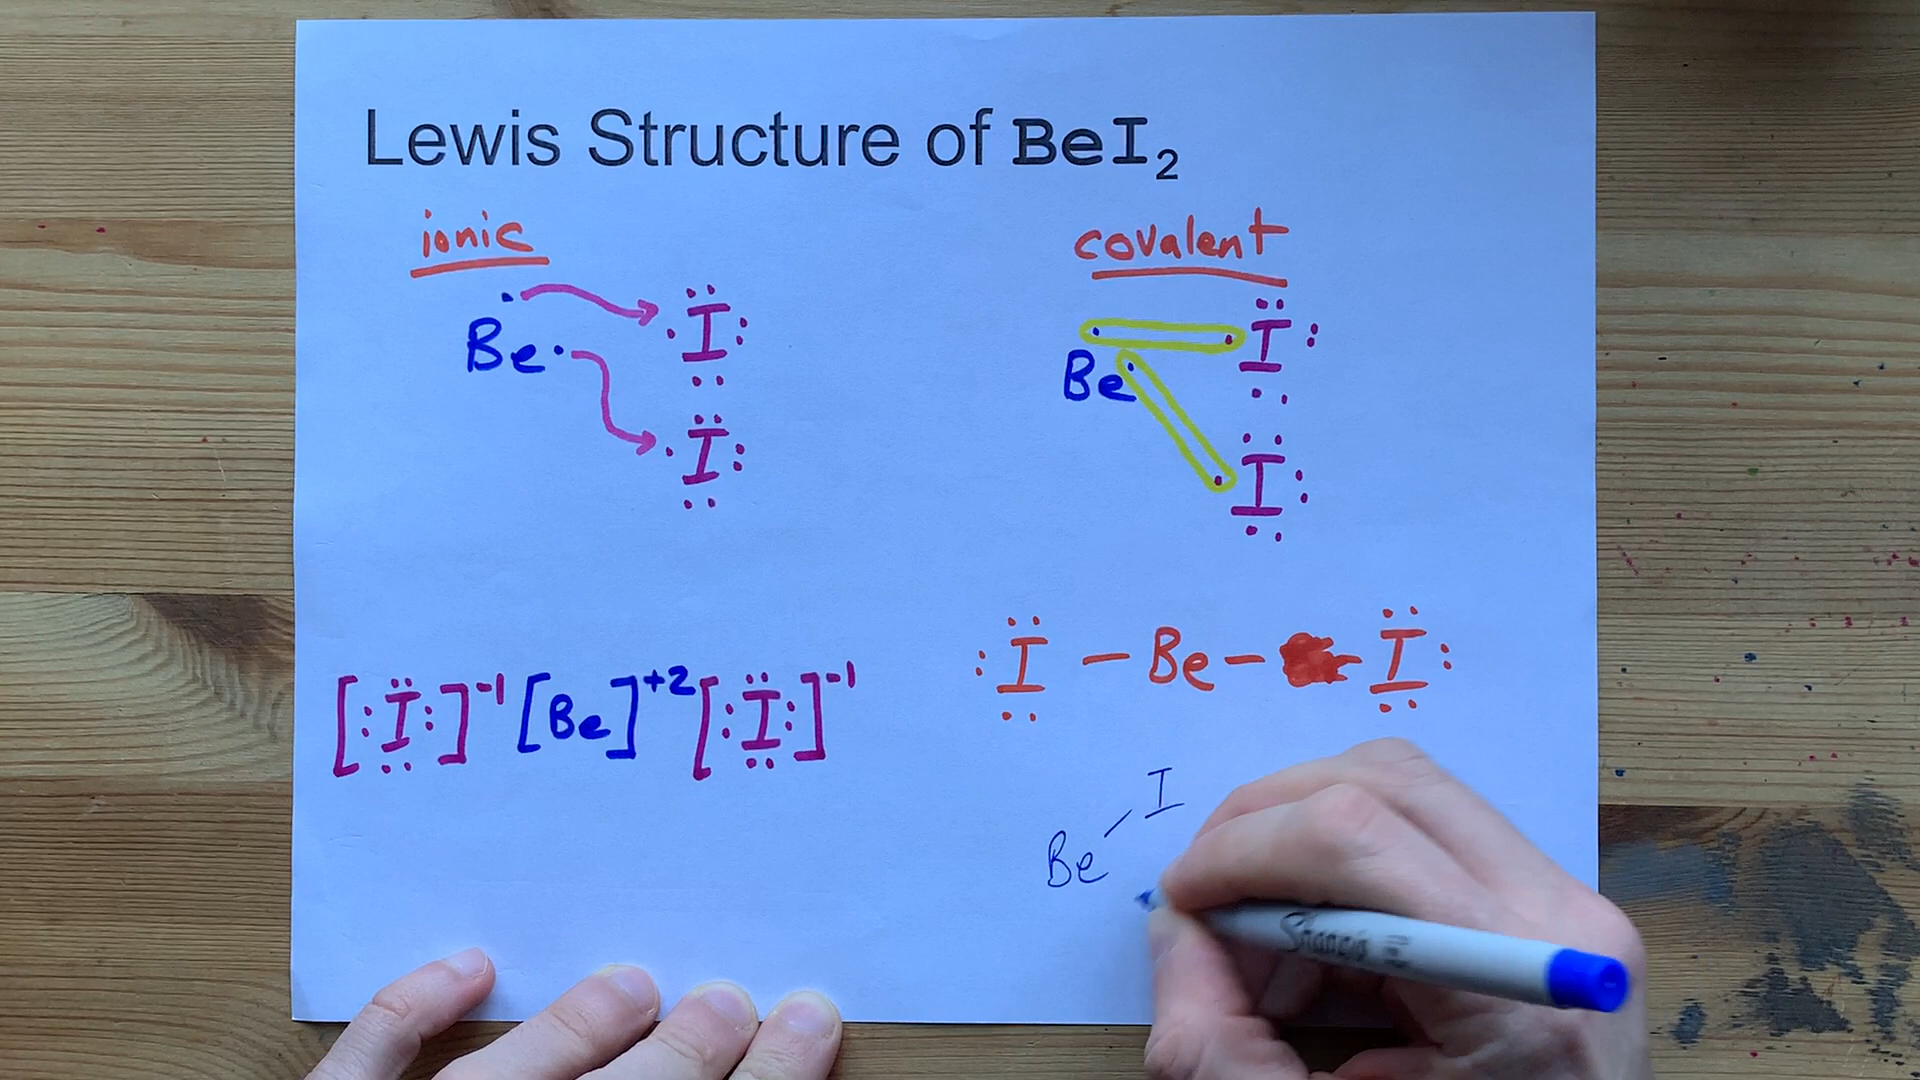 Lewis Structure of BeI₂
ionic
covalent
Be I
I
Be I
I
[I]⁻¹ [Be]⁺² [I]⁻¹
I – Be – I
I
Be
Sharpie